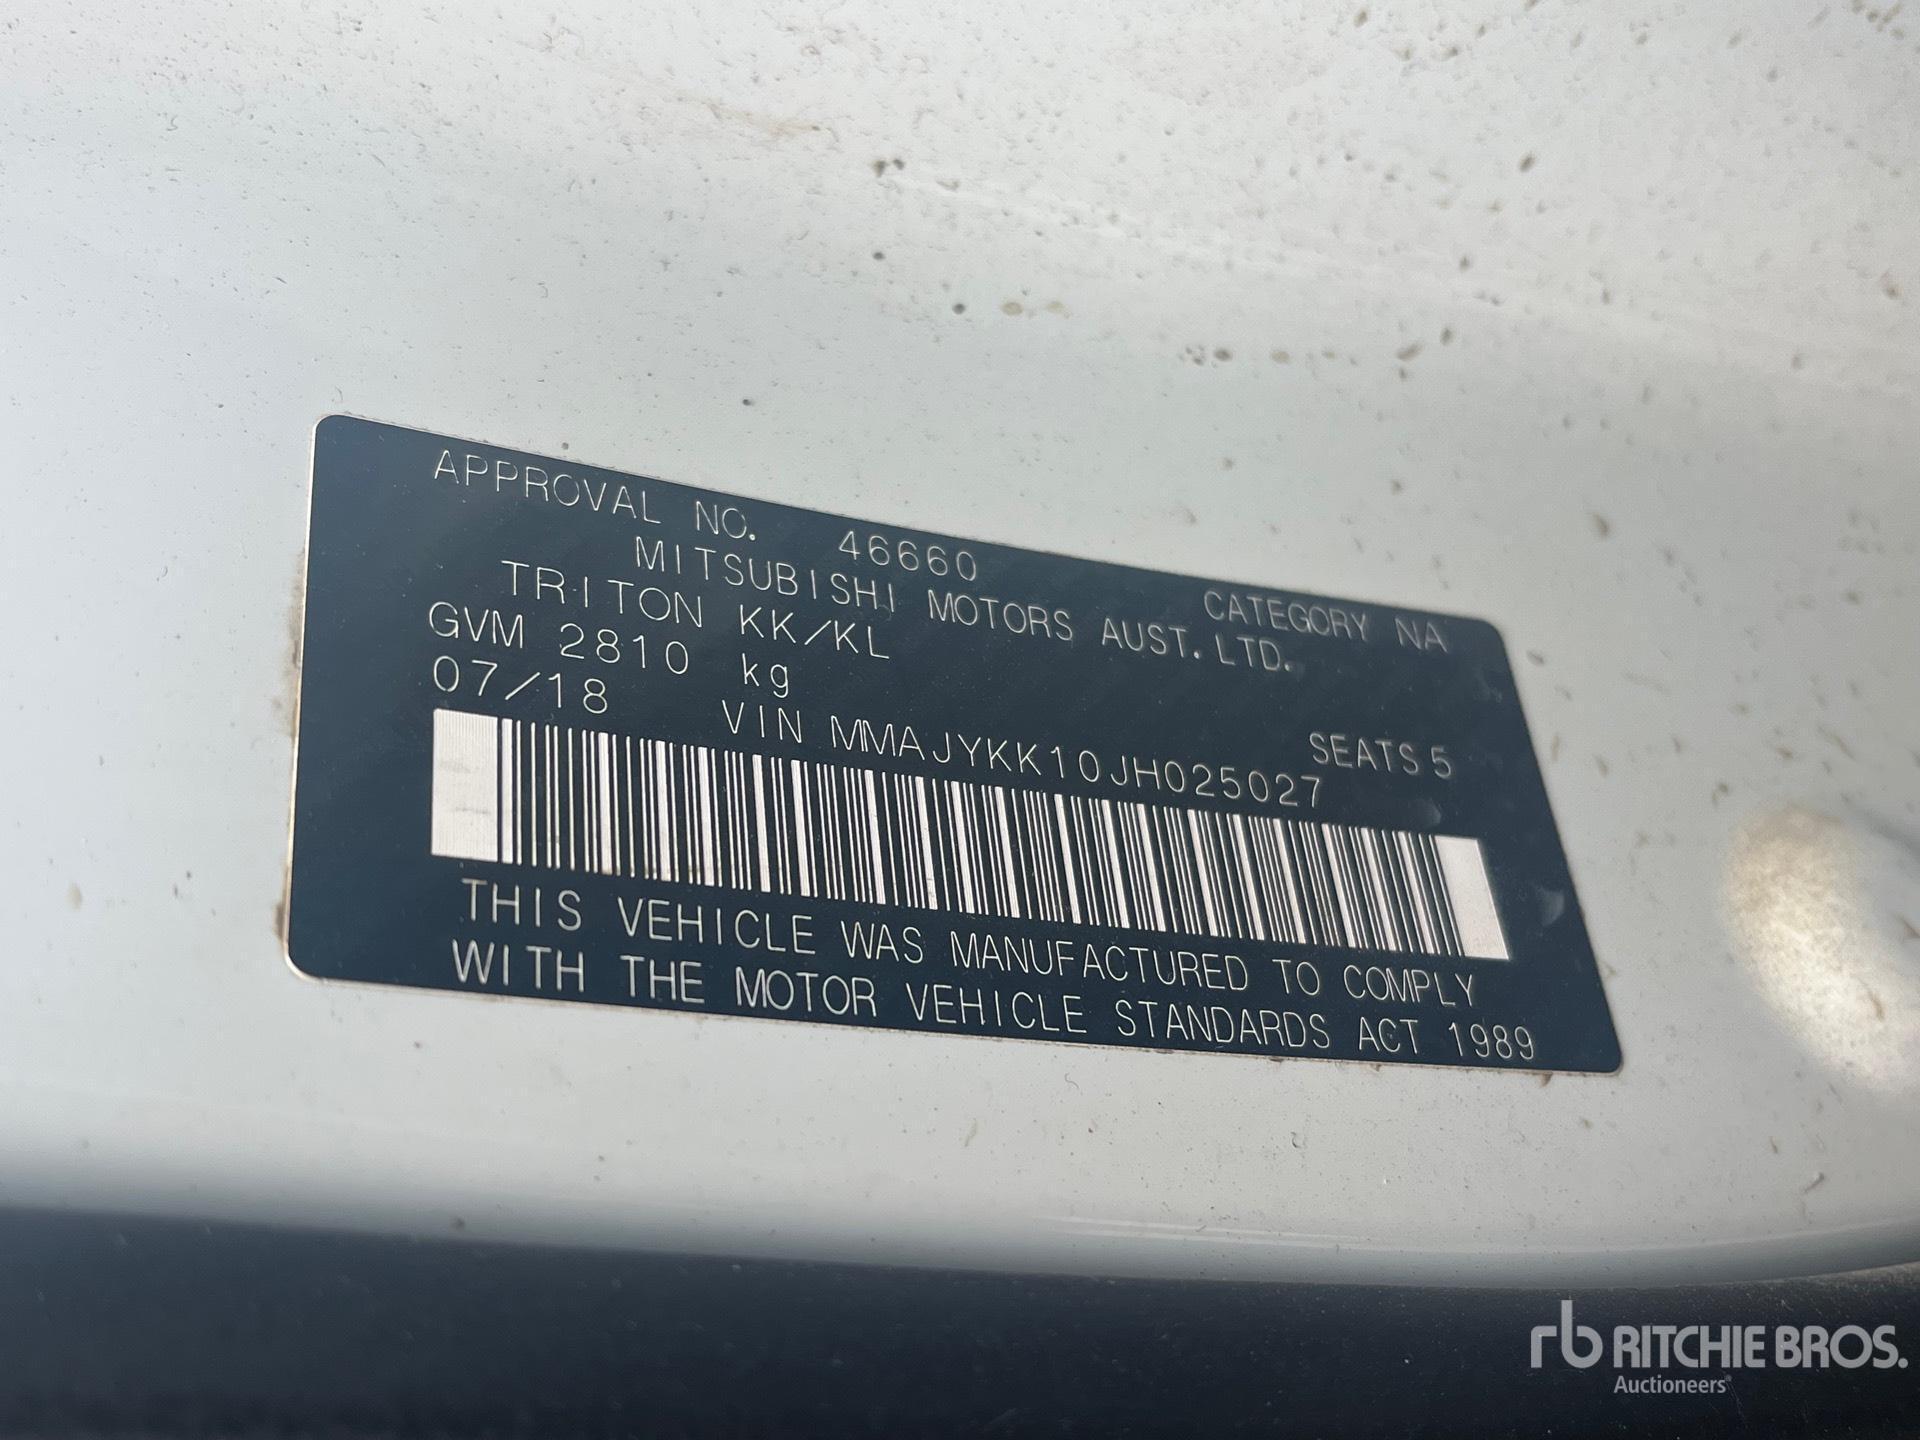 APPROVAL NO. 46660 CATEGORY NA
MITSUBISHI MOTORS AUST. LTD.
TRITON KK/KL
GVM 2810 kg SEATS 5
07/18 VIN MMAJYKK10JH025027
THIS VEHICLE WAS MANUFACTURED TO COMPLY
WITH THE MOTOR VEHICLE STANDARDS ACT 1989
rb RITCHIE BROS.
Auctioneers